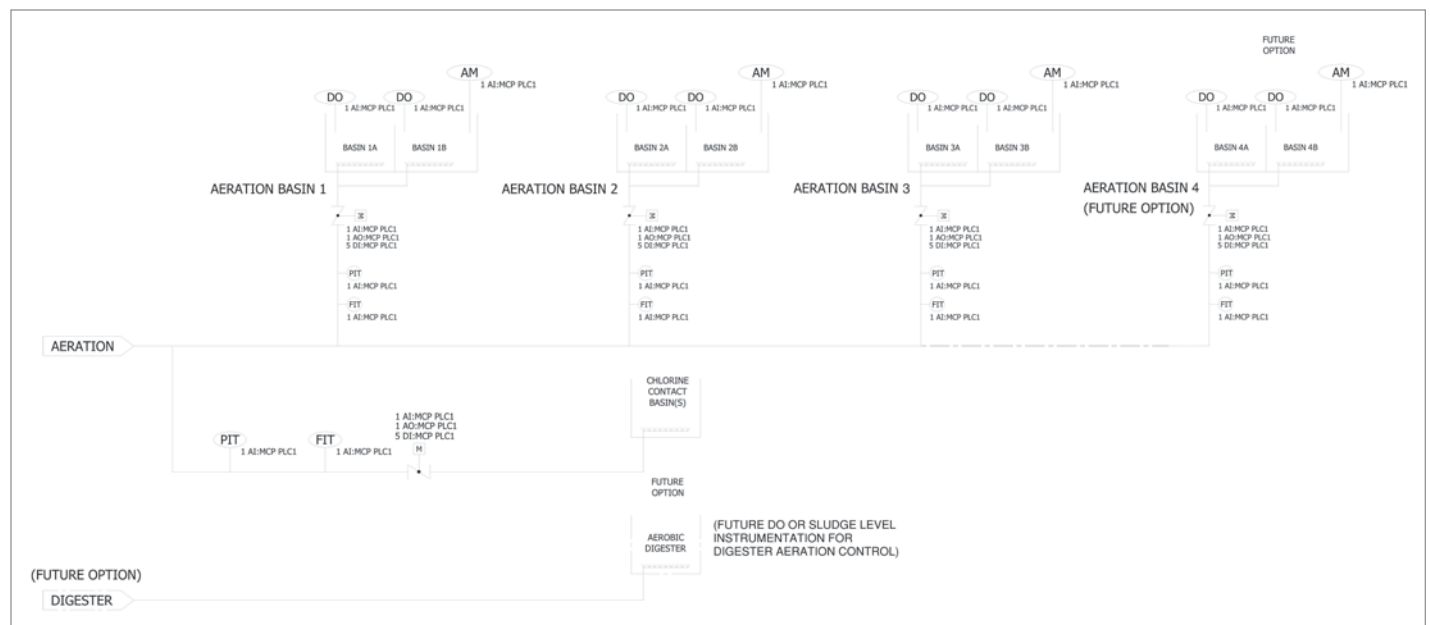 FUTURE
OPTION
AM
1 AI:MCP PLC1
AM
1 AI:MCP PLC1
AM
1 AI:MCP PLC1
AM
1 AI:MCP PLC1
DO
1 AI:MCP PLC1
DO
1 AI:MCP PLC1
DO
1 AI:MCP PLC1
DO
1 AI:MCP PLC1
DO
1 AI:MCP PLC1
DO
1 AI:MCP PLC1
DO
1 AI:MCP PLC1
DO
1 AI:MCP PLC1
BASIN 1A
BASIN 1B
BASIN 2A
BASIN 2B
BASIN 3A
BASIN 3B
BASIN 4A
BASIN 4B
AERATION BASIN 1
AERATION BASIN 2
AERATION BASIN 3
AERATION BASIN 4
(FUTURE OPTION)
M
1 AI:MCP PLC1
1 AO:MCP PLC1
5 DI:MCP PLC1
M
1 AI:MCP PLC1
1 AO:MCP PLC1
5 DI:MCP PLC1
M
1 AI:MCP PLC1
1 AO:MCP PLC1
5 DI:MCP PLC1
M
1 AI:MCP PLC1
1 AO:MCP PLC1
5 DI:MCP PLC1
PIT
1 AI:MCP PLC1
PIT
1 AI:MCP PLC1
PIT
1 AI:MCP PLC1
PIT
1 AI:MCP PLC1
FIT
1 AI:MCP PLC1
FIT
1 AI:MCP PLC1
FIT
1 AI:MCP PLC1
FIT
1 AI:MCP PLC1
AERATION
CHLORINE
CONTACT
BASIN(S)
1 AI:MCP PLC1
1 AO:MCP PLC1
5 DI:MCP PLC1
M
PIT
1 AI:MCP PLC1
FIT
1 AI:MCP PLC1
FUTURE
OPTION
AEROBIC
DIGESTER
(FUTURE DO OR SLUDGE LEVEL
INSTRUMENTATION FOR
DIGESTER AERATION CONTROL)
(FUTURE OPTION)
DIGESTER